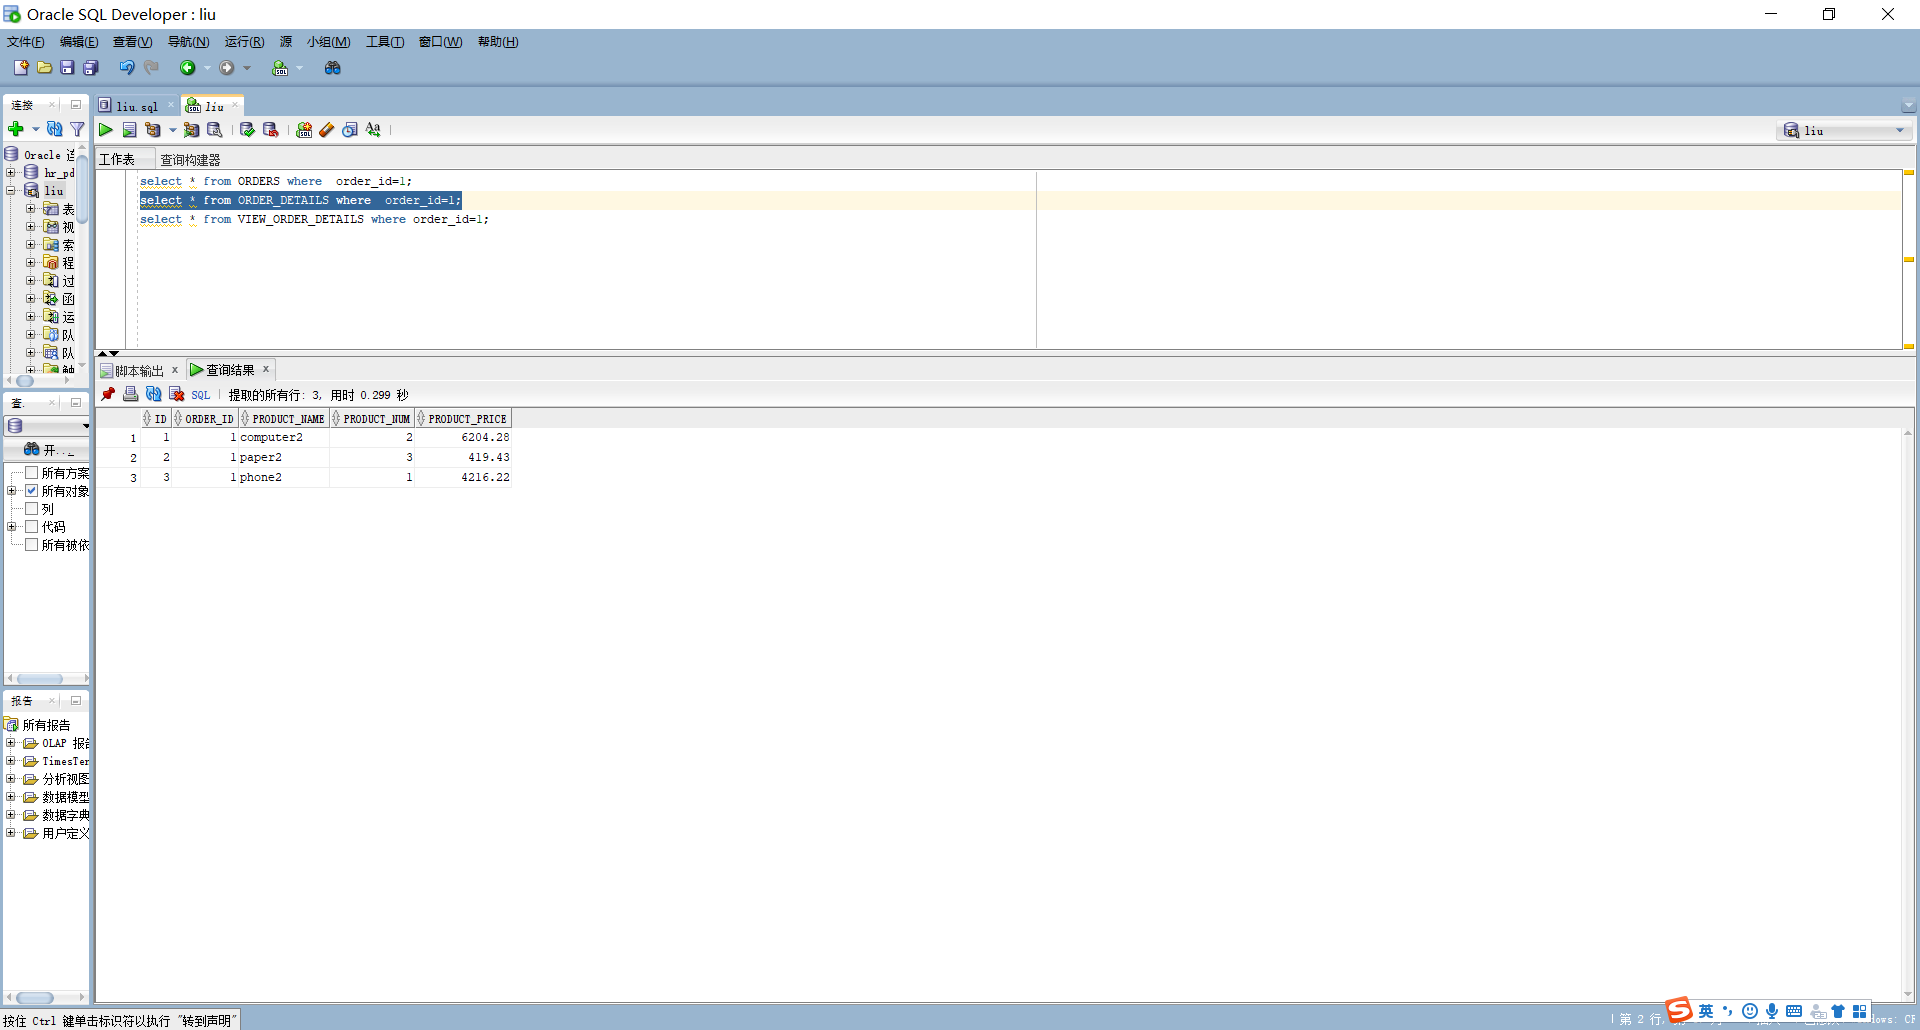 Oracle SQL Developer : liu
文件(F) 编辑(E) 查看(V) 导航(N) 运行(R) 源 小组(M) 工具(T) 窗口(W) 帮助(H)
连接
liu.sql
liu
liu
工作表 查询构建器
Oracle 连
hr_pd
liu
表
视
索
程
过
函
运
队
队
触
select * from ORDERS where  order_id=1;
select * from ORDER_DETAILS where  order_id=1;
select * from VIEW_ORDER_DETAILS where order_id=1;
脚本输出 x 查询结果 x
SQL | 提取的所有行: 3, 用时 0.299 秒
ID ORDER_ID PRODUCT_NAME PRODUCT_NUM PRODUCT_PRICE
1 1 1 computer2 2 6204.28
2 2 1 paper2 3 419.43
3 3 1 phone2 1 4216.22
查.
开...
所有方案
所有对象
列
代码
所有被依
报告
所有报告
OLAP 报告
TimesTen
分析视图
数据模型
数据字典
用户定义
按住 Ctrl 键单击标识符以执行 "转到声明"
第 2 行,
英